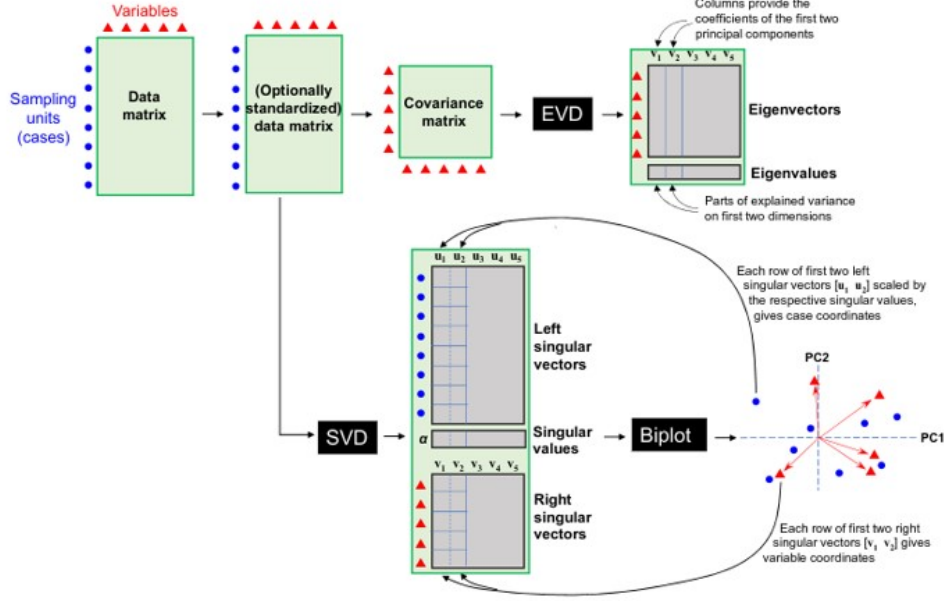 Variables
Sampling
units
(cases)
Data
matrix
(Optionally
standardized)
data matrix
Covariance
matrix
EVD
Columns provide the
coefficients of the first two
principal components
v1 v2 v3 v4 v5
Eigenvectors
Eigenvalues
Parts of explained variance
on first two dimensions
u1 u2 u3 u4 u5
Left
singular
vectors
SVD
α
Singular
values
v1 v2 v3 v4 v5
Right
singular
vectors
Biplot
Each row of first two left
singular vectors [u1 u2] scaled by
the respective singular values,
gives case coordinates
PC2
PC1
Each row of first two right
singular vectors [v1 v2] gives
variable coordinates